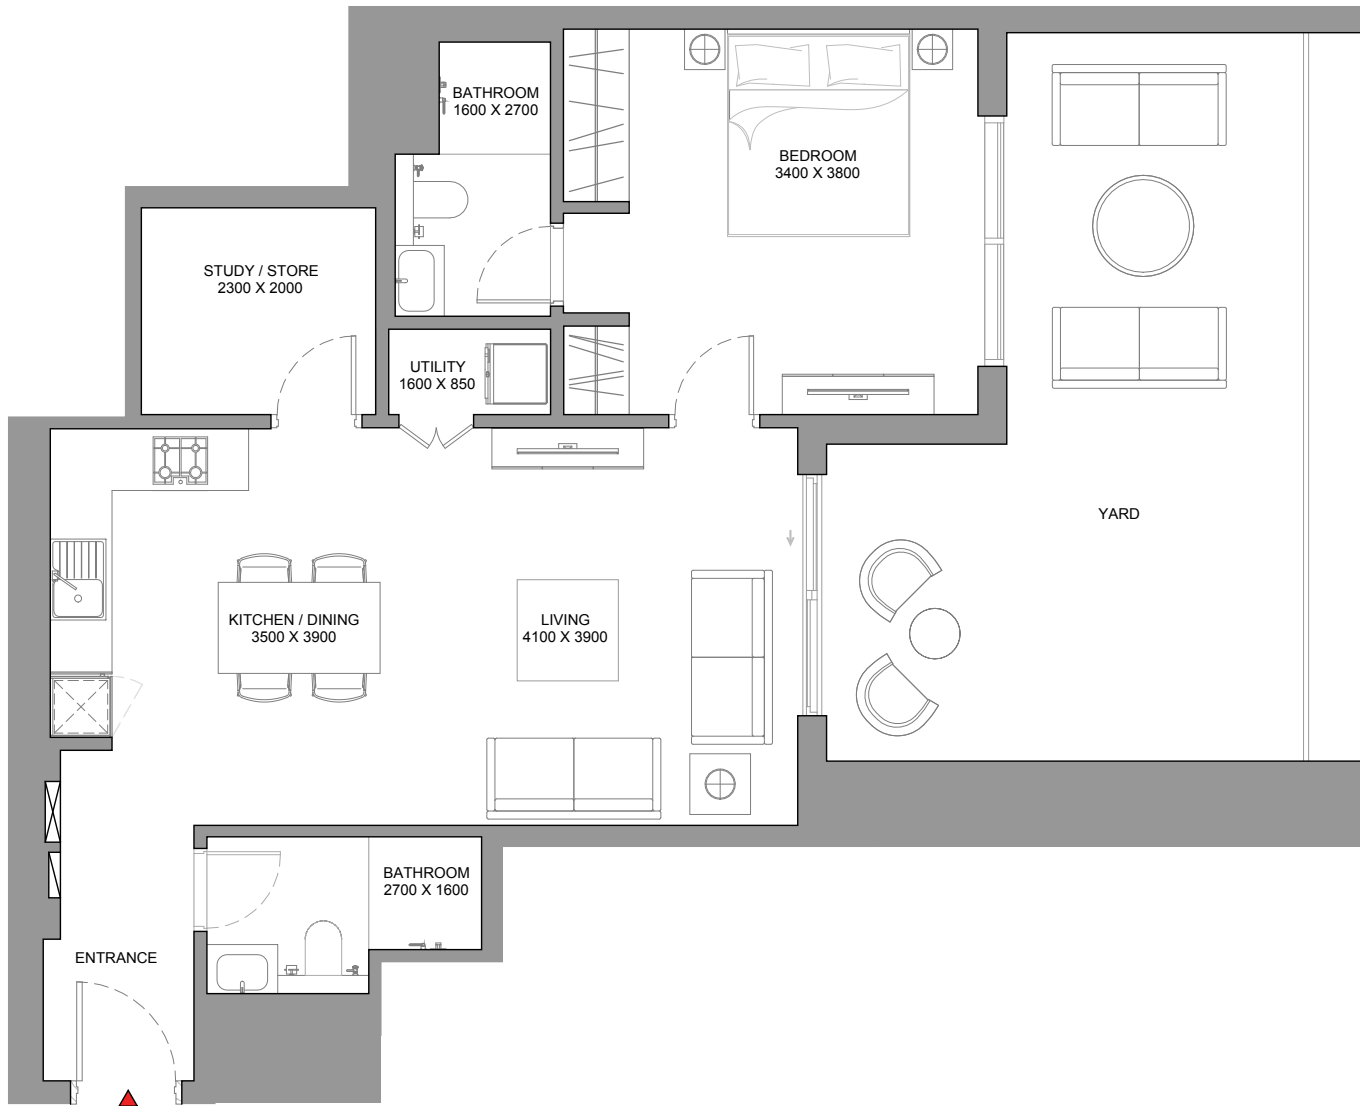 BATHROOM
1600 X 2700
BEDROOM
3400 X 3800
STUDY / STORE
2300 X 2000
UTILITY
1600 X 850
YARD
KITCHEN / DINING
3500 X 3900
LIVING
4100 X 3900
BATHROOM
2700 X 1600
ENTRANCE